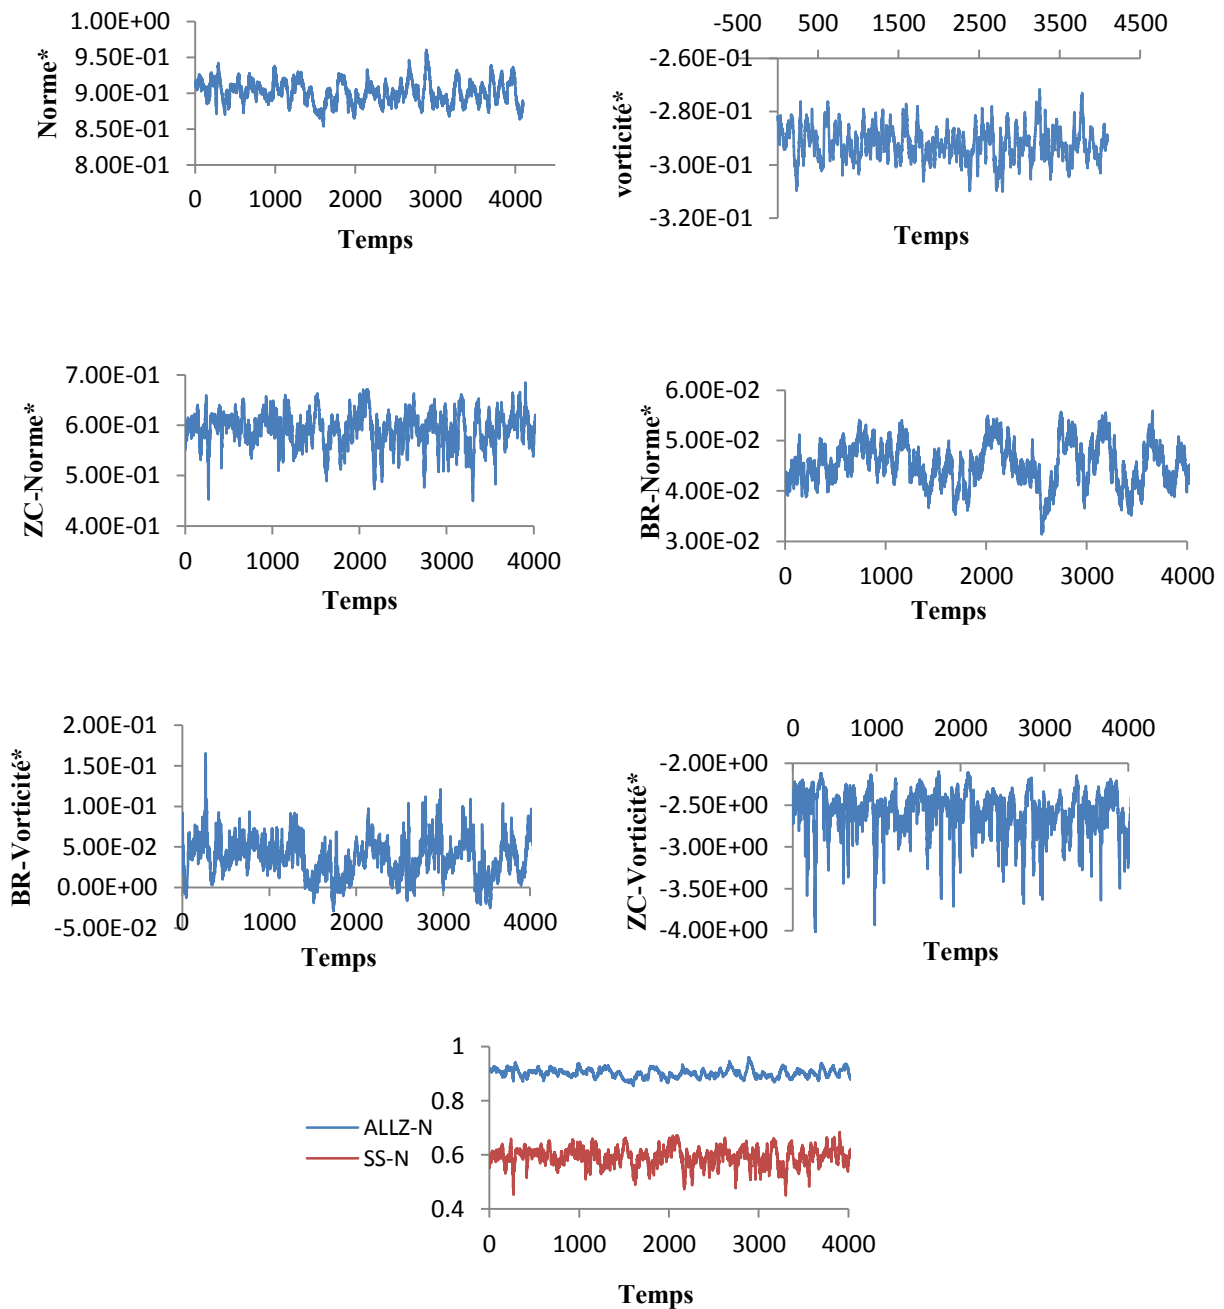 Norme*
1.00E+00
9.50E-01
9.00E-01
8.50E-01
8.00E-01
0 1000 2000 3000 4000
Temps
-500 500 1500 2500 3500 4500
vorticité*
-2.60E-01
-2.80E-01
-3.00E-01
-3.20E-01
Temps
ZC-Norme*
7.00E-01
6.00E-01
5.00E-01
4.00E-01
0 1000 2000 3000 4000
Temps
BR-Norme*
6.00E-02
5.00E-02
4.00E-02
3.00E-02
0 1000 2000 3000 4000
Temps
BR-Vorticité*
2.00E-01
1.50E-01
1.00E-01
5.00E-02
0.00E+00
-5.00E-02
0 1000 2000 3000 4000
Temps
0 1000 2000 3000 4000
ZC-Vorticité*
-2.00E+00
-2.50E+00
-3.00E+00
-3.50E+00
-4.00E+00
Temps
1
0.8
0.6
0.4
ALLZ-N
SS-N
0 1000 2000 3000 4000
Temps